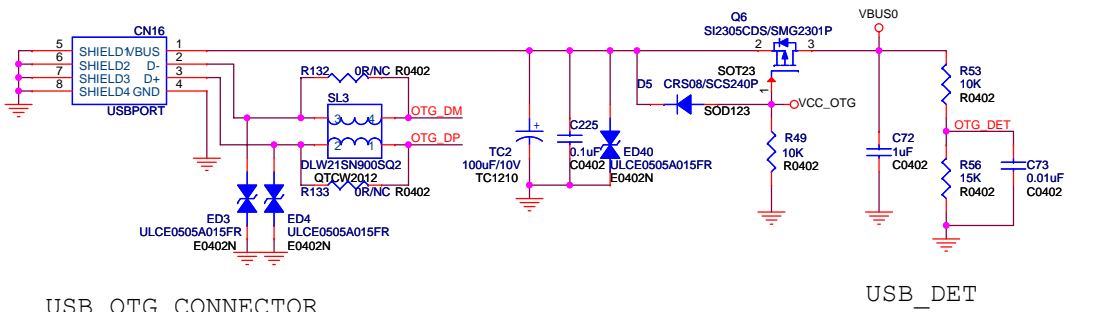 CN16
5 SHIELD1 VBUS 1
6 SHIELD2 D- 2
7 SHIELD3 D+ 3
8 SHIELD4 GND 4
USBPORT
R132 0R/NC R0402
SL3
3 4
2 1
OTG_DM
OTG_DP
DLW21SN900SQ2
QTCW2012
R133 0R/NC R0402
ED3
ULCE0505A015FR
E0402N
ED4
ULCE0505A015FR
E0402N
+
TC2
100uF/10V
TC1210
C225
0.1uF
C0402
ED40
ULCE0505A015FR
E0402N
Q6
SI2305CDS/SMG2301P
2 3
1
SOT23
D5 CRS08/SCS240P
SOD123
VCC_OTG
R49
10K
R0402
VBUS0
C72
1uF
C0402
R53
10K
R0402
OTG_DET
R56
15K
R0402
C73
0.01uF
C0402
USB OTG CONNECTOR
USB_DET